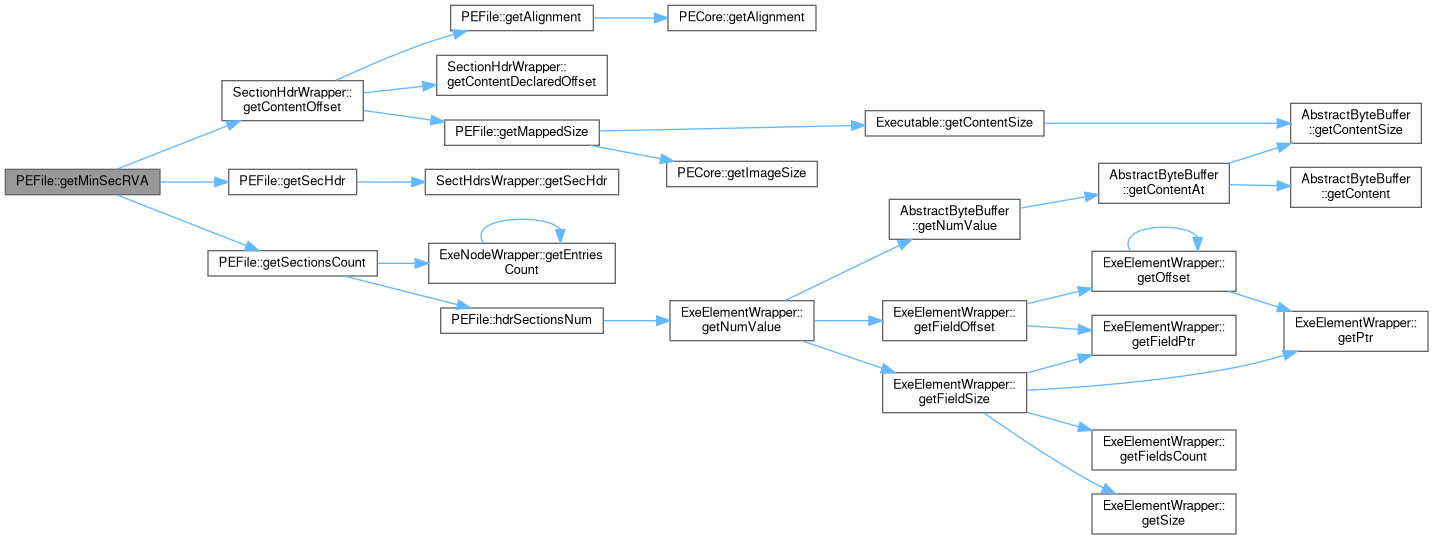 PEFile::getMinSecRVA
SectionHdrWrapper::
getContentOffset
PEFile::getAlignment
PECore::getAlignment
SectionHdrWrapper::
getContentDeclaredOffset
PEFile::getMappedSize
Executable::getContentSize
AbstractByteBuffer
::getContentSize
PECore::getImageSize
PEFile::getSecHdr
SectHdrsWrapper::getSecHdr
PEFile::getSectionsCount
ExeNodeWrapper::getEntries
Count
PEFile::hdrSectionsNum
ExeElementWrapper::
getNumValue
AbstractByteBuffer
::getNumValue
AbstractByteBuffer
::getContentAt
AbstractByteBuffer
::getContent
ExeElementWrapper::
getFieldOffset
ExeElementWrapper::
getOffset
ExeElementWrapper::
getFieldPtr
ExeElementWrapper::
getPtr
ExeElementWrapper::
getFieldSize
ExeElementWrapper::
getFieldsCount
ExeElementWrapper::
getSize